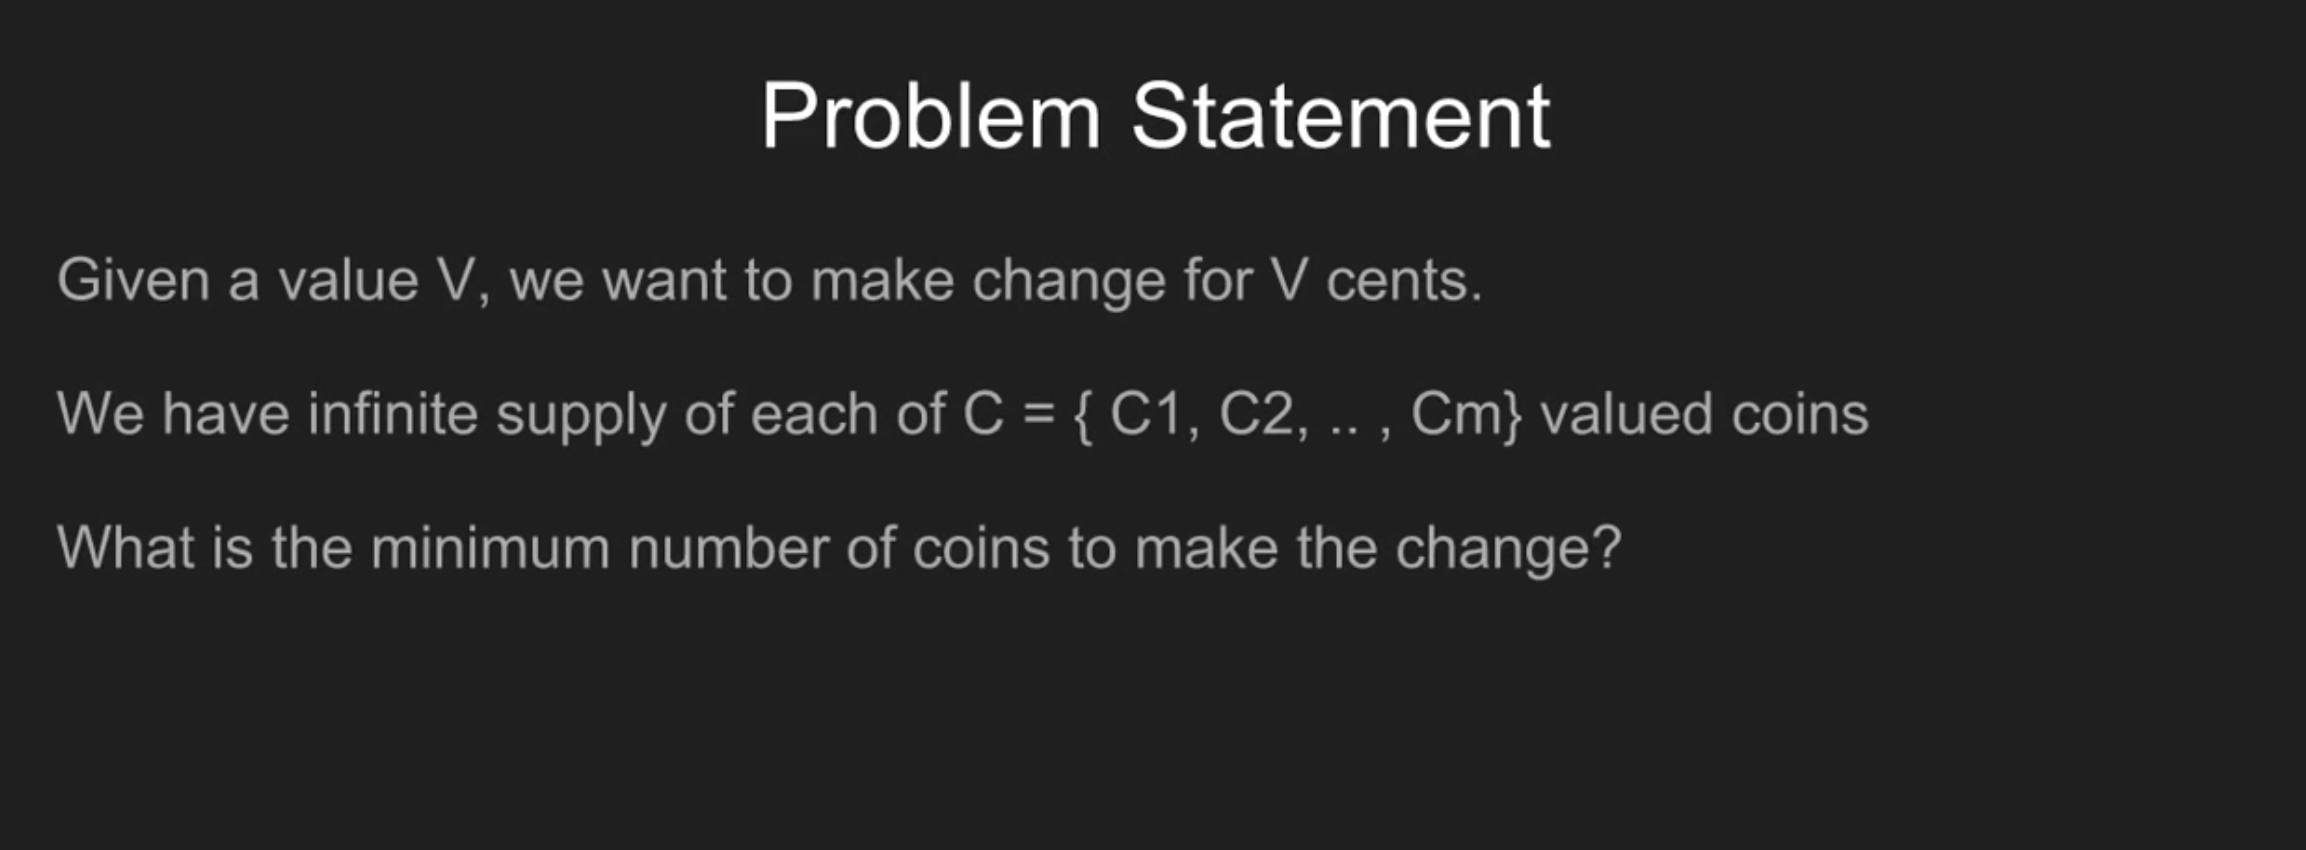 Problem Statement
Given a value V, we want to make change for V cents.
We have infinite supply of each of C = { C1, C2, .. , Cm} valued coins
What is the minimum number of coins to make the change?